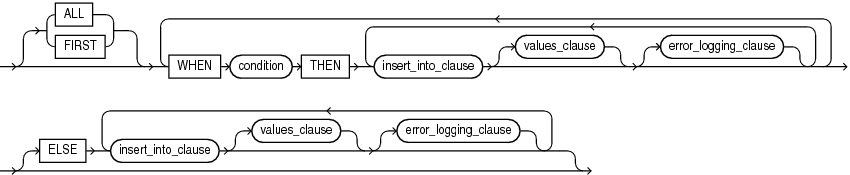 ALL
FIRST
WHEN condition THEN insert_into_clause values_clause error_logging_clause
ELSE insert_into_clause values_clause error_logging_clause